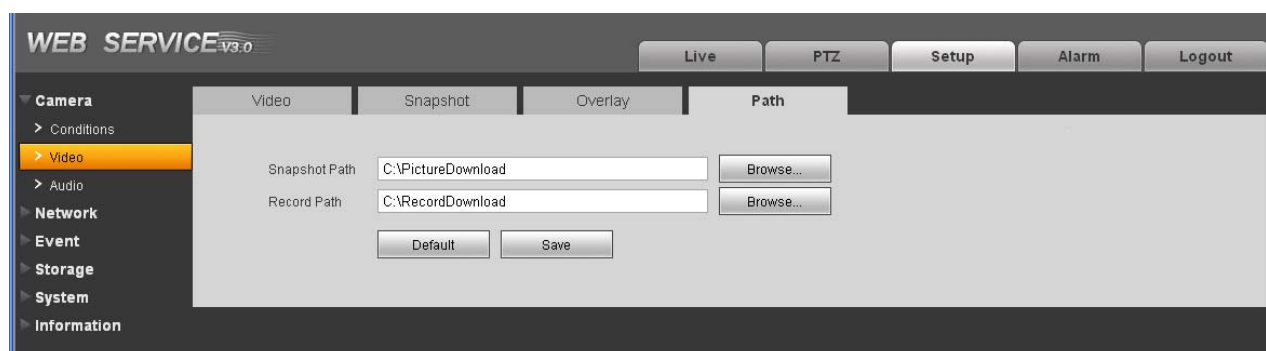 WEB SERVICE V3.0
Live PTZ Setup Alarm Logout
Camera
> Conditions
> Video
> Audio
Network
Event
Storage
System
Information
Video Snapshot Overlay Path
Snapshot Path C:\PictureDownload Browse...
Record Path C:\RecordDownload Browse...
Default Save